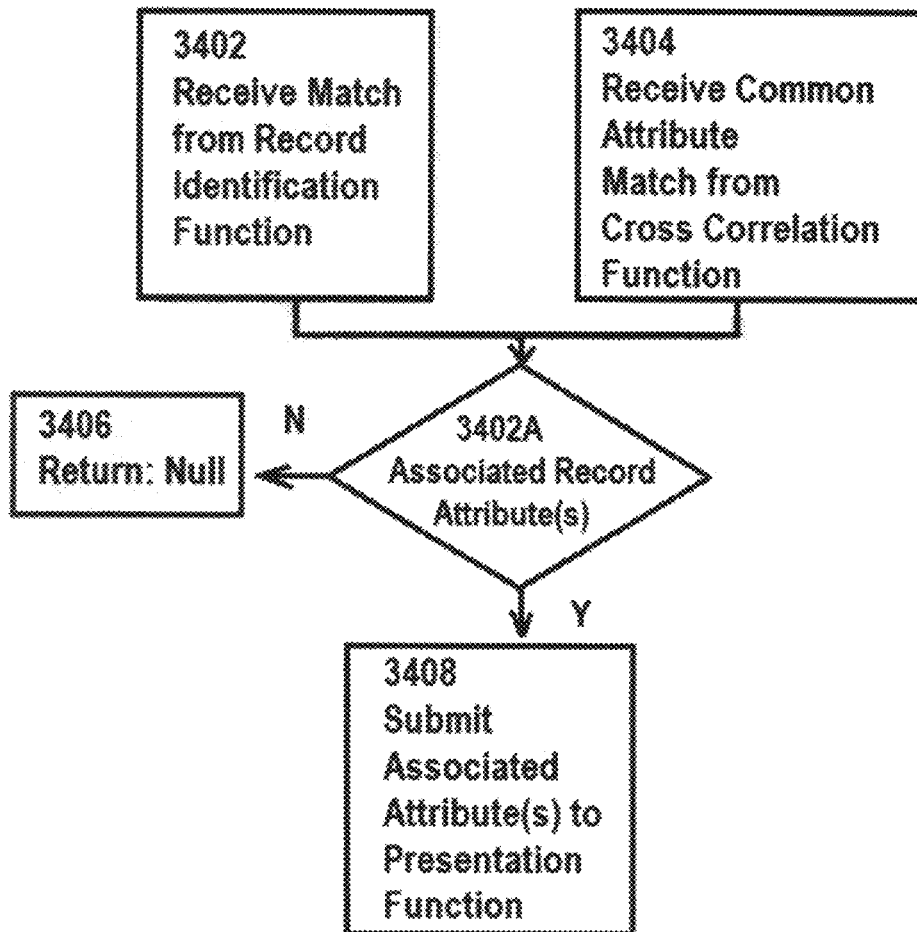 3402
Receive Match
from Record
Identification
Function
3404
Receive Common
Attribute
Match from
Cross Correlation
Function
3406
Return: Null
N
3402A
Associated Record
Attribute(s)
Y
3408
Submit
Associated
Attribute(s) to
Presentation
Function